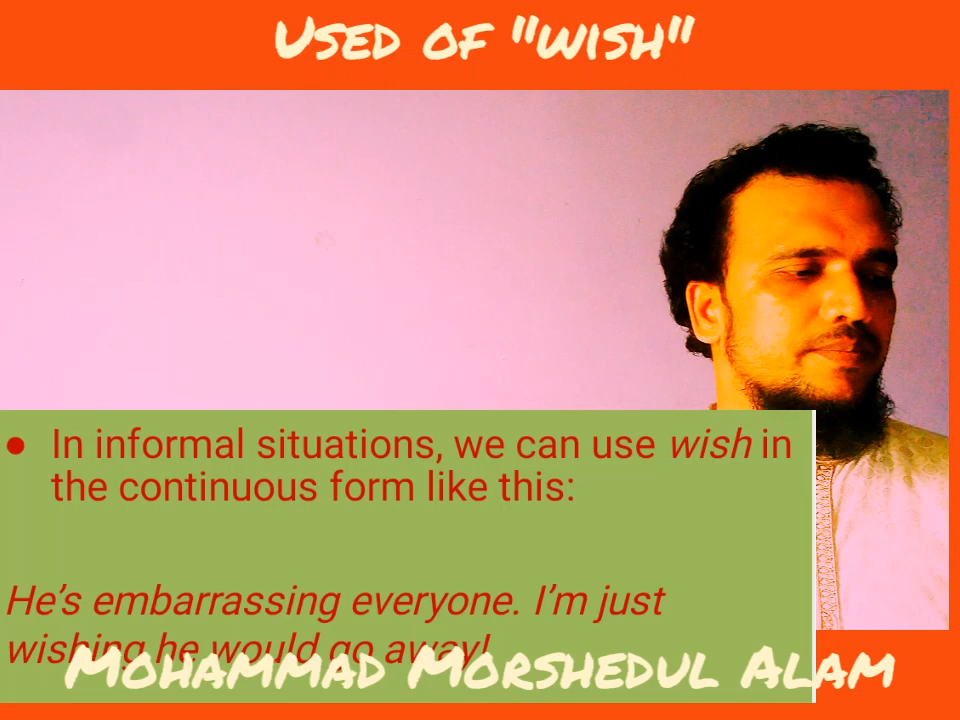 Used of "wish"
● In informal situations, we can use wish in
the continuous form like this:
He's embarrassing everyone. I'm just
wishing he would go away!
Mohammad Morshedul Alam